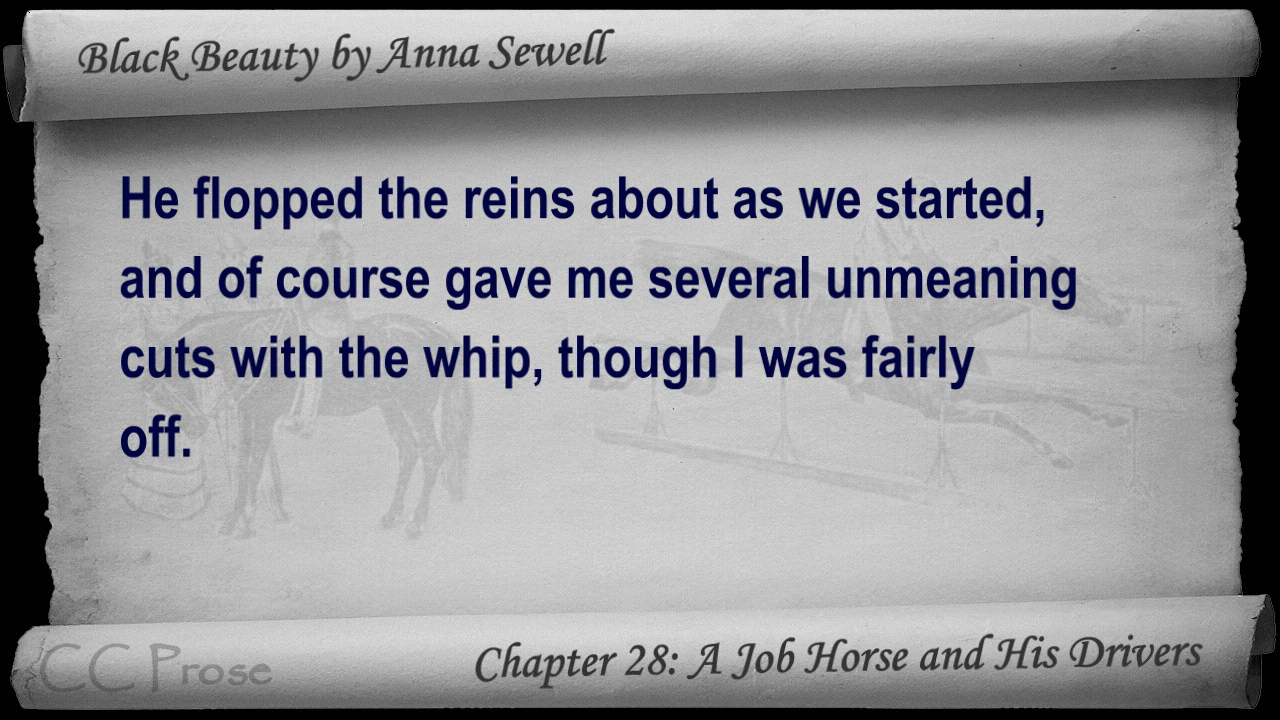 Black Beauty by Anna Sewell
He flopped the reins about as we started,
and of course gave me several unmeaning
cuts with the whip, though I was fairly
off.
CC Prose
Chapter 28: A Job Horse and His Drivers